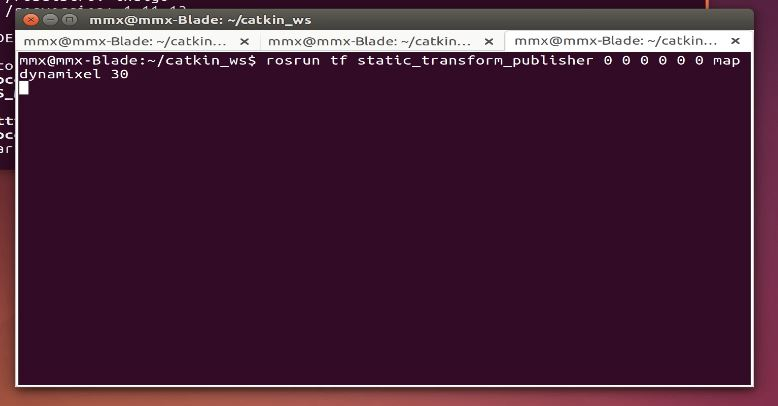 mmx@mmx-Blade: ~/catkin_ws
mmx@mmx-Blade: ~/catkin... × mmx@mmx-Blade: ~/catkin... × mmx@mmx-Blade: ~/catkin... ×
mmx@mmx-Blade:~/catkin_ws$ rosrun tf static_transform_publisher 0 0 0 0 0 0 map
dynamixel 30